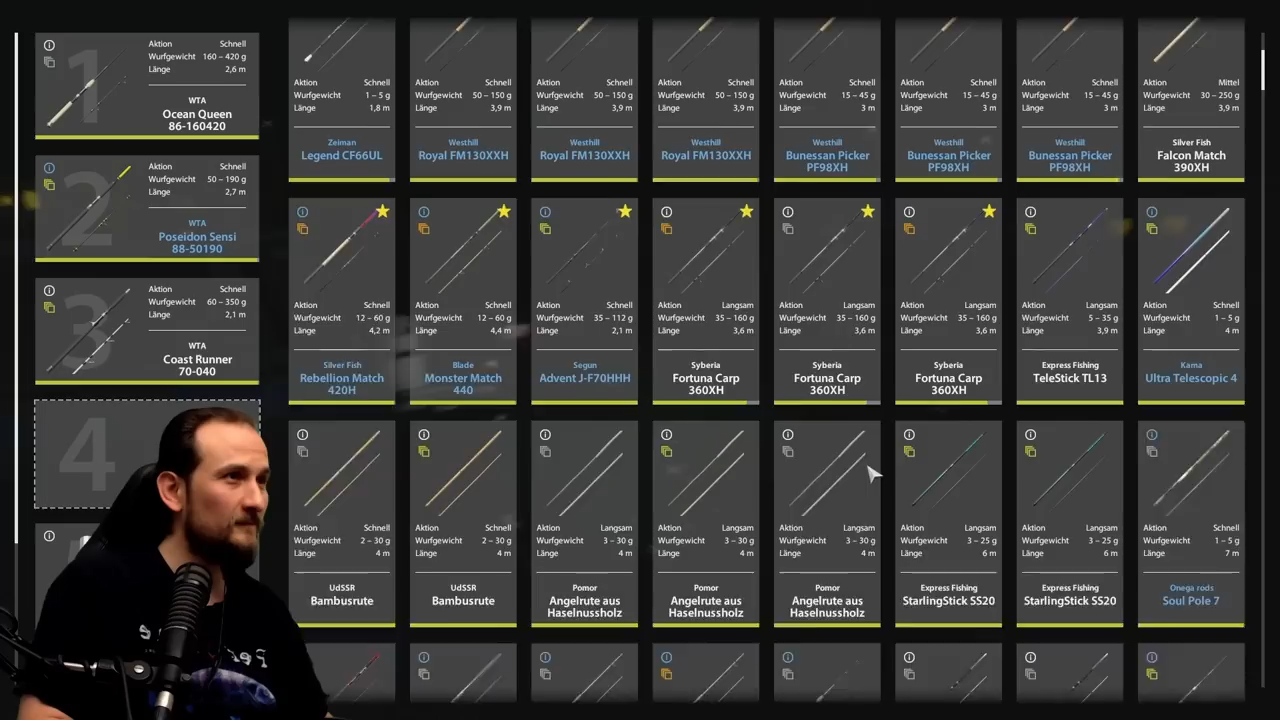 1
Aktion Schnell
Wurfgewicht 160 – 420 g
Länge 2,6 m
WTA
Ocean Queen
86-160420
2
Aktion Schnell
Wurfgewicht 50 – 190 g
Länge 2,7 m
WTA
Poseidon Sensi
88-50190
3
Aktion Schnell
Wurfgewicht 60 – 350 g
Länge 2,1 m
WTA
Coast Runner
70-040
4
Aktion Schnell
Wurfgewicht 1 – 5 g
Länge 1,8 m
Zeiman
Legend CF66UL
Aktion Schnell
Wurfgewicht 50 – 150 g
Länge 3,9 m
Westhill
Royal FM130XXH
Aktion Schnell
Wurfgewicht 50 – 150 g
Länge 3,9 m
Westhill
Royal FM130XXH
Aktion Schnell
Wurfgewicht 50 – 150 g
Länge 3,9 m
Westhill
Royal FM130XXH
Aktion Schnell
Wurfgewicht 15 – 45 g
Länge 3 m
Westhill
Bunessan Picker
PF98XH
Aktion Schnell
Wurfgewicht 15 – 45 g
Länge 3 m
Westhill
Bunessan Picker
PF98XH
Aktion Schnell
Wurfgewicht 15 – 45 g
Länge 3 m
Westhill
Bunessan Picker
PF98XH
Aktion Mittel
Wurfgewicht 30 – 250 g
Länge 3,9 m
Silver Fish
Falcon Match
390XH
Aktion Schnell
Wurfgewicht 12 – 60 g
Länge 4,2 m
Silver Fish
Rebellion Match
420H
Aktion Schnell
Wurfgewicht 12 – 60 g
Länge 4,4 m
Blade
Monster Match
440
Aktion Schnell
Wurfgewicht 35 – 112 g
Länge 2,1 m
Segun
Advent J-F70HHH
Aktion Langsam
Wurfgewicht 35 – 160 g
Länge 3,6 m
Syberia
Fortuna Carp
360XH
Aktion Langsam
Wurfgewicht 35 – 160 g
Länge 3,6 m
Syberia
Fortuna Carp
360XH
Aktion Langsam
Wurfgewicht 35 – 160 g
Länge 3,6 m
Syberia
Fortuna Carp
360XH
Aktion Langsam
Wurfgewicht 5 – 35 g
Länge 3,9 m
Express Fishing
TeleStick TL13
Aktion Schnell
Wurfgewicht 1 – 5 g
Länge 4 m
Kama
Ultra Telescopic 4
Aktion Schnell
Wurfgewicht 2 – 30 g
Länge 4 m
UdSSR
Bambusrute
Aktion Schnell
Wurfgewicht 2 – 30 g
Länge 4 m
UdSSR
Bambusrute
Aktion Langsam
Wurfgewicht 3 – 30 g
Länge 4 m
Pomor
Angelrute aus
Haselnussholz
Aktion Langsam
Wurfgewicht 3 – 30 g
Länge 4 m
Pomor
Angelrute aus
Haselnussholz
Aktion Langsam
Wurfgewicht 3 – 30 g
Länge 4 m
Pomor
Angelrute aus
Haselnussholz
Aktion Schnell
Wurfgewicht 3 – 25 g
Länge 6 m
Express Fishing
StarlingStick SS20
Aktion Schnell
Wurfgewicht 3 – 25 g
Länge 6 m
Express Fishing
StarlingStick SS20
Aktion Schnell
Wurfgewicht 1 – 5 g
Länge 7 m
Onega rods
Soul Pole 7